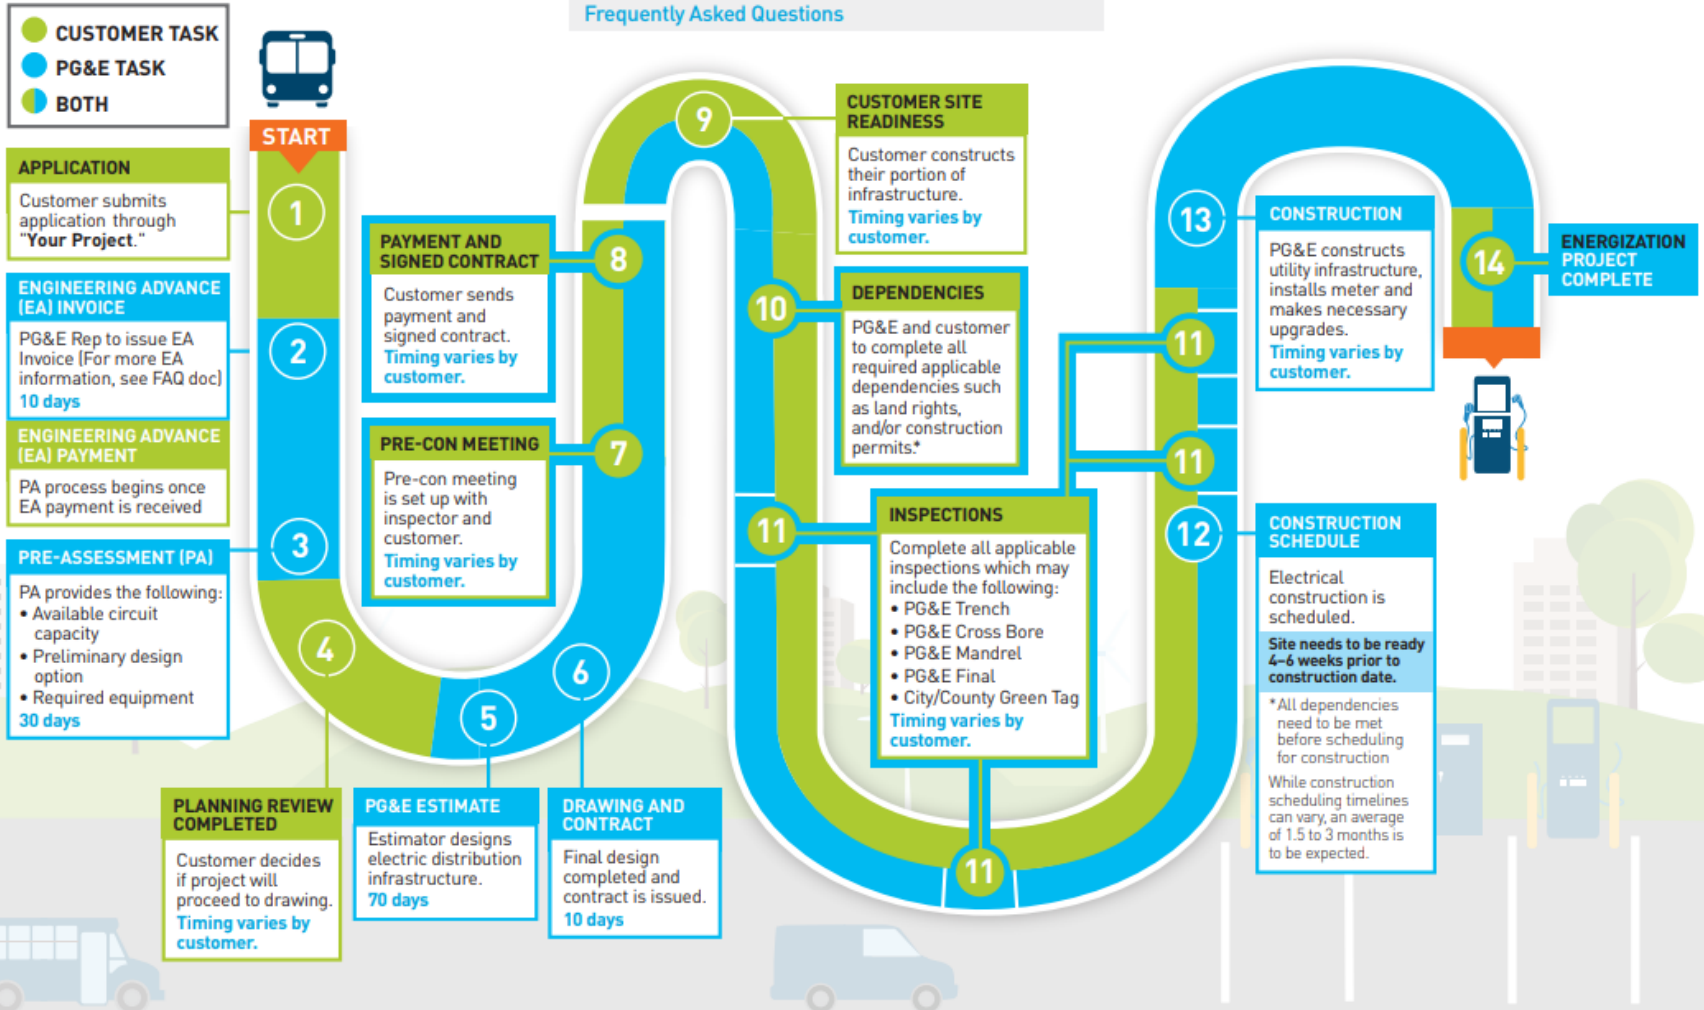 Frequently Asked Questions
CUSTOMER TASK
PG&E TASK
BOTH
START
1
APPLICATION
Customer submits
application through
"Your Project."
2
ENGINEERING ADVANCE
(EA) INVOICE
PG&E Rep to issue EA
Invoice (For more EA
information, see FAQ doc)
10 days
ENGINEERING ADVANCE
(EA) PAYMENT
PA process begins once
EA payment is received
3
PRE-ASSESSMENT (PA)
PA provides the following:
• Available circuit
capacity
• Preliminary design
option
• Required equipment
30 days
4
PLANNING REVIEW
COMPLETED
Customer decides
if project will
proceed to drawing.
Timing varies by
customer.
5
PG&E ESTIMATE
Estimator designs
electric distribution
infrastructure.
70 days
6
DRAWING AND
CONTRACT
Final design
completed and
contract is issued.
10 days
7
PRE-CON MEETING
Pre-con meeting
is set up with
inspector and
customer.
Timing varies by
customer.
8
PAYMENT AND
SIGNED CONTRACT
Customer sends
payment and
signed contract.
Timing varies by
customer.
9
CUSTOMER SITE
READINESS
Customer constructs
their portion of
infrastructure.
Timing varies by
customer.
10
DEPENDENCIES
PG&E and customer
to complete all
required applicable
dependencies such
as land rights,
and/or construction
permits.*
11
11
11
11
INSPECTIONS
Complete all applicable
inspections which may
include the following:
• PG&E Trench
• PG&E Cross Bore
• PG&E Mandrel
• PG&E Final
• City/County Green Tag
Timing varies by
customer.
12
CONSTRUCTION
SCHEDULE
Electrical
construction is
scheduled.
Site needs to be ready
4–6 weeks prior to
construction date.
*All dependencies
need to be met
before scheduling
for construction
While construction
scheduling timelines
can vary, an average
of 1.5 to 3 months is
to be expected.
13
CONSTRUCTION
PG&E constructs
utility infrastructure,
installs meter and
makes necessary
upgrades.
Timing varies by
customer.
14
ENERGIZATION
PROJECT
COMPLETE